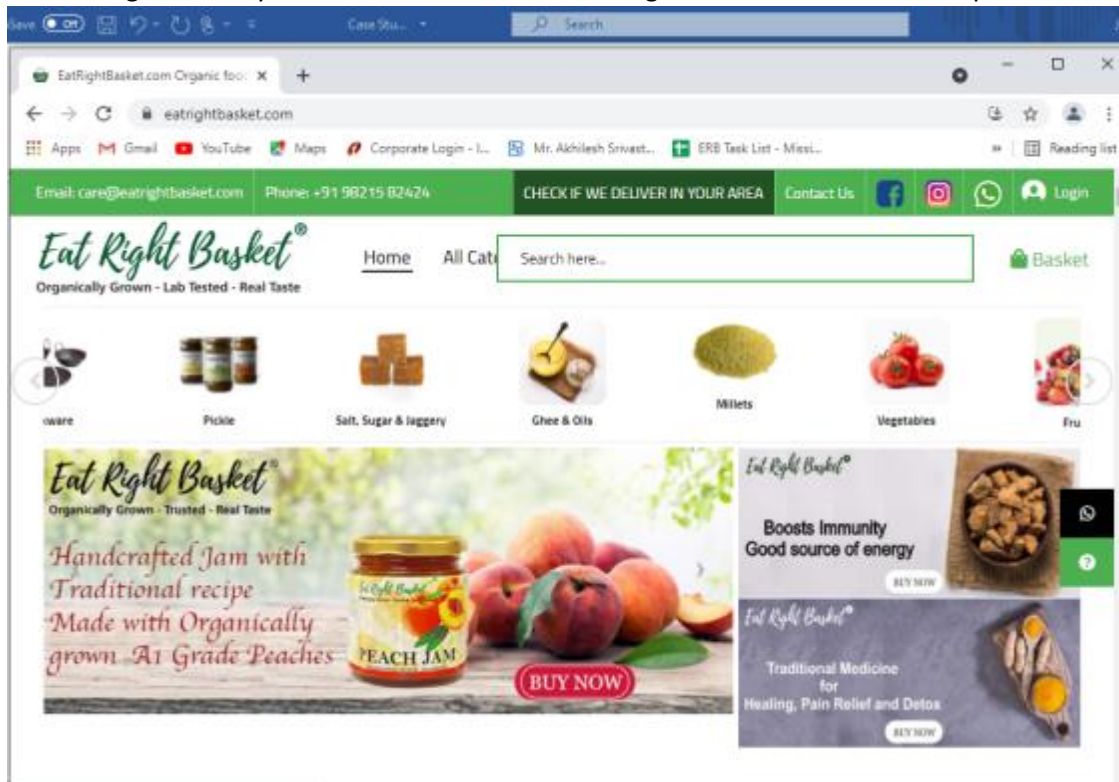 Case Stu...
Search
EatRightBasket.com Organic foo
eatrightbasket.com
Apps Gmail YouTube Maps Corporate Login - I... Mr. Akhilesh Srivast... ERB Task List - Missi... Reading list
Email: care@eatrightbasket.com Phone: +91 98215 82424 CHECK IF WE DELIVER IN YOUR AREA Contact Us Login
Eat Right Basket®
Organically Grown - Lab Tested - Real Taste
Home All Cat
Search here...
Basket
ware Pickle Salt, Sugar & Jaggery Ghee & Oils Millets Vegetables Fru
Eat Right Basket®
Organically Grown - Trusted - Real Taste
Handcrafted Jam with
Traditional recipe
Made with Organically
grown A1 Grade Peaches
Eat Right Basket
PEACH JAM
BUY NOW
Eat Right Basket®
Boosts Immunity
Good source of energy
BUY NOW
Eat Right Basket®
Traditional Medicine
for
Healing, Pain Relief and Detox
BUY NOW